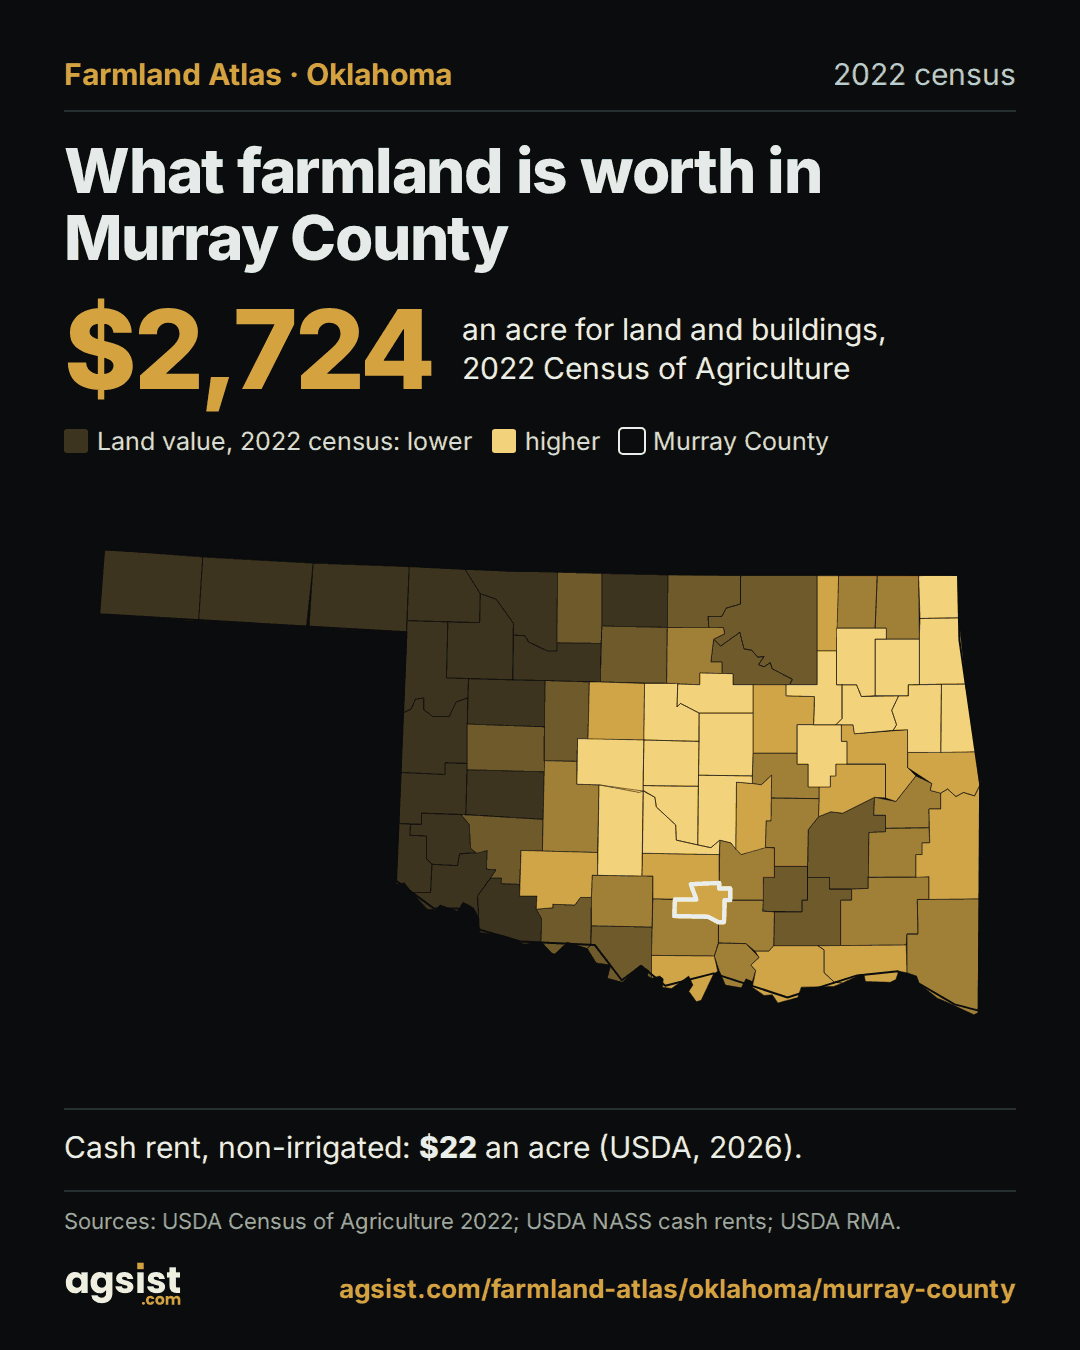 Farmland Atlas · Oklahoma
2022 census
What farmland is worth in
Murray County
$2,724
an acre for land and buildings,
2022 Census of Agriculture
Land value, 2022 census: lower
higher
Murray County
Cash rent, non-irrigated: $22 an acre (USDA, 2026).
Sources: USDA Census of Agriculture 2022; USDA NASS cash rents; USDA RMA.
agsist
.com
agsist.com/farmland-atlas/oklahoma/murray-county